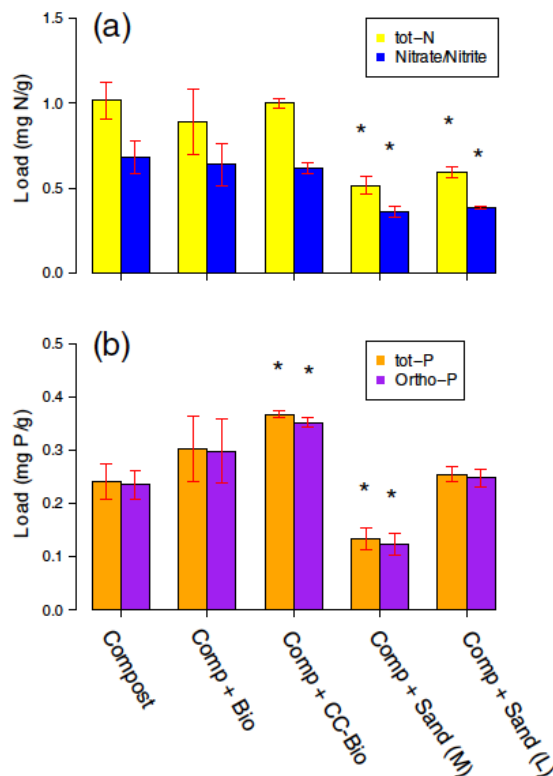 (a)
tot-N
Nitrate/Nitrite
Load (mg N/g)
1.5
1.0
0.5
0.0
* * * *
(b)
tot-P
Ortho-P
Load (mg P/g)
0.5
0.4
0.3
0.2
0.1
0.0
* * * *
Compost
Comp + Bio
Comp + CC-Bio
Comp + Sand (M)
Comp + Sand (L)